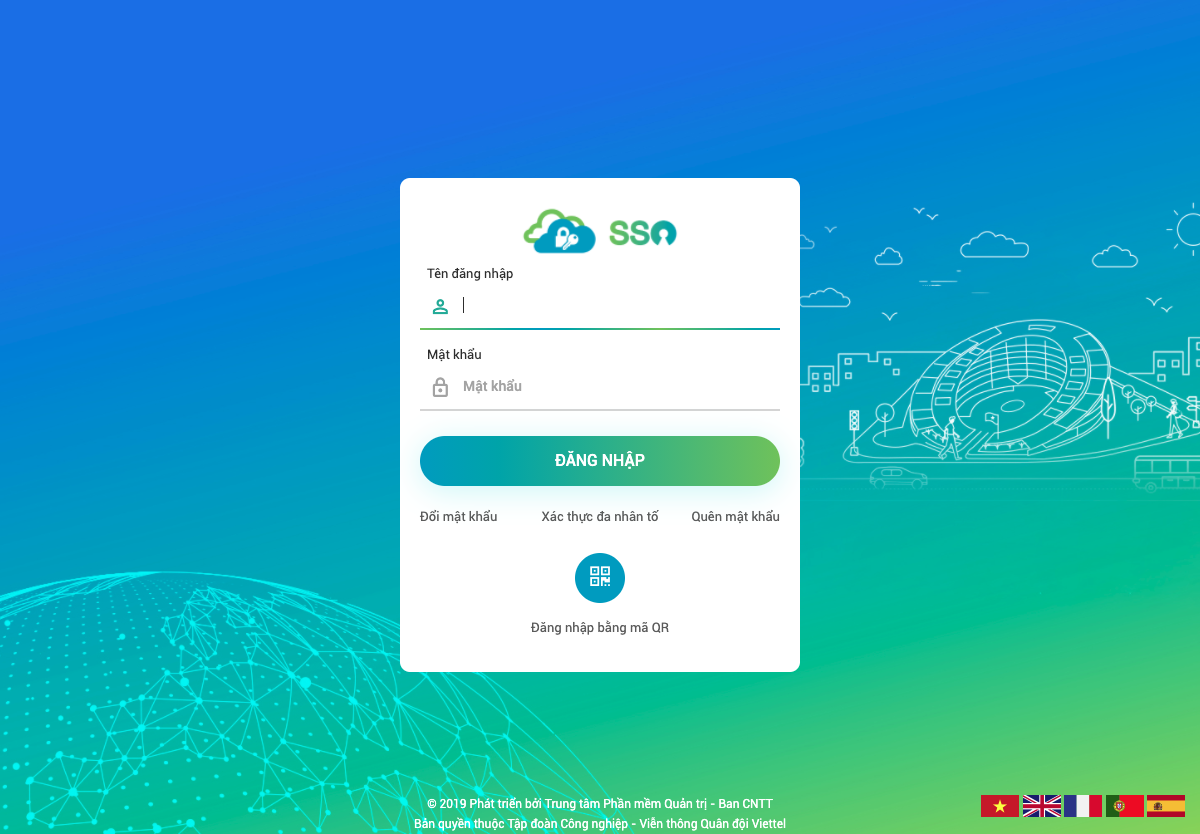 SSO
Tên đăng nhập
Mật khẩu
Mật khẩu
ĐĂNG NHẬP
Đổi mật khẩu Xác thực đa nhân tố Quên mật khẩu
Đăng nhập bằng mã QR
© 2019 Phát triển bởi Trung tâm Phần mềm Quản trị - Ban CNTT
Bản quyền thuộc Tập đoàn Công nghiệp - Viễn thông Quân đội Viettel